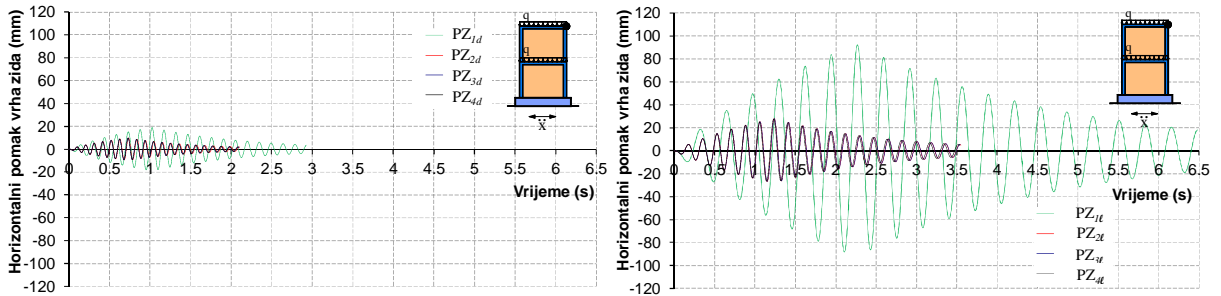 Horizontalni pomak vrha zida (mm)
120
100
80
60
40
20
0
-20
-40
-60
-80
-100
-120
0 0.5 1 1.5 2 2.5 3 3.5 4 4.5 5 5.5 6 6.5
Vrijeme (s)
PZ1d
PZ2d
PZ3d
PZ4d
q
q
ẍ
Horizontalni pomak vrha zida (mm)
120
100
80
60
40
20
0
-20
-40
-60
-80
-100
-120
0 0.5 1 1.5 2 2.5 3 3.5 4 4.5 5 5.5 6 6.5
Vrijeme (s)
q
q
ẍ
PZ1ℓ
PZ2ℓ
PZ3ℓ
PZ4ℓ